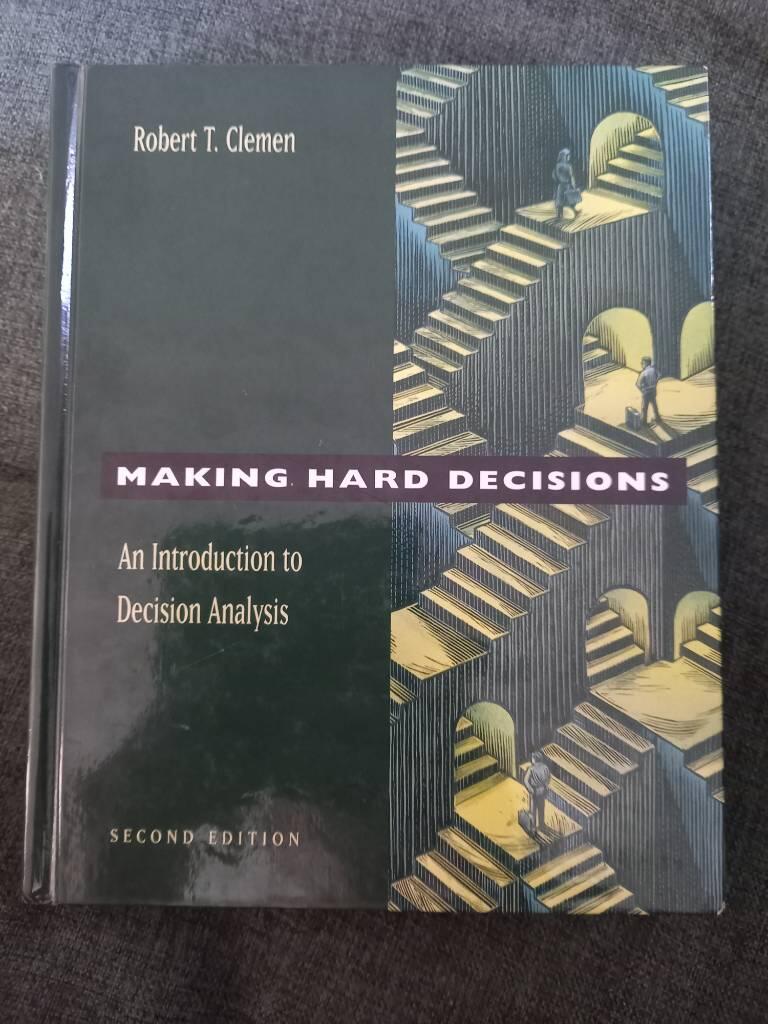 Robert T. Clemen
MAKING HARD DECISIONS
An Introduction to
Decision Analysis
SECOND EDITION